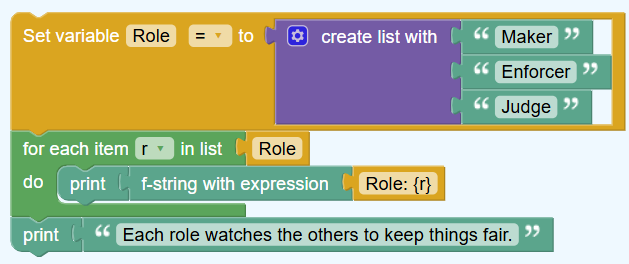 Set variable Role = to create list with “ Maker ”
“ Enforcer ”
“ Judge ”
for each item r in list Role
do print f-string with expression Role: {r}
print “ Each role watches the others to keep things fair. ”